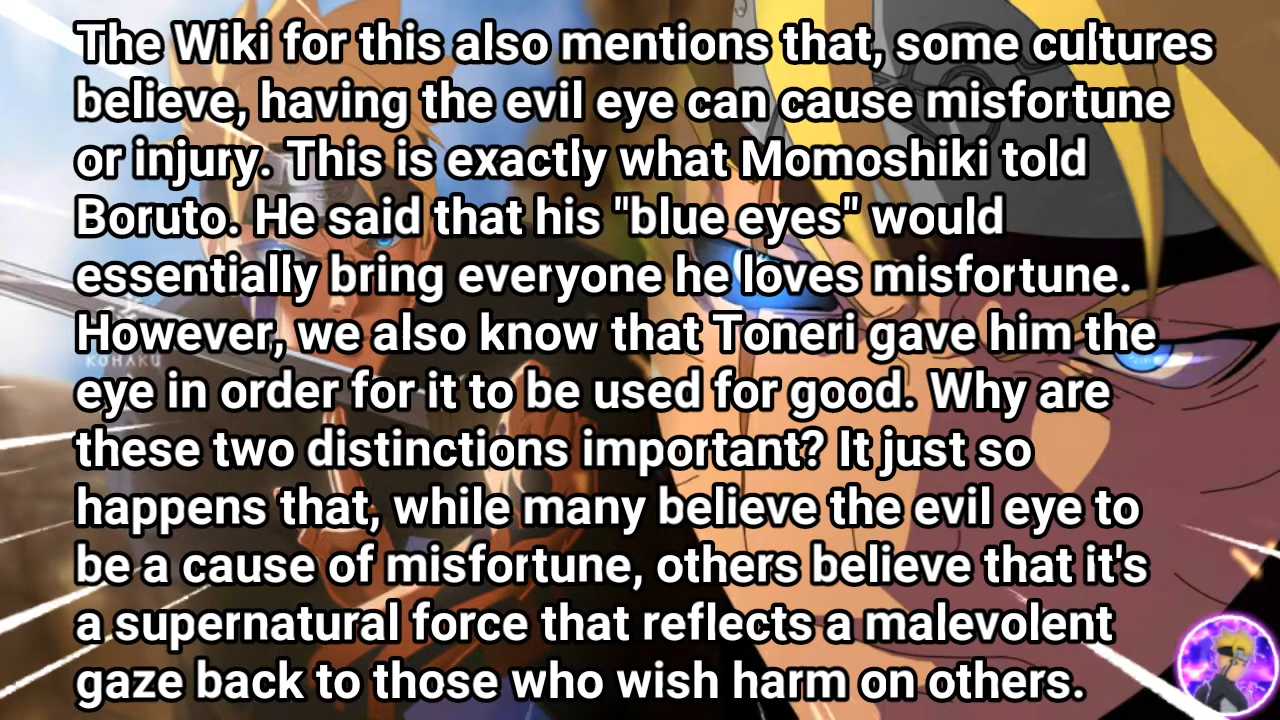 The Wiki for this also mentions that, some cultures
believe, having the evil eye can cause misfortune
or injury. This is exactly what Momoshiki told
Boruto. He said that his "blue eyes" would
essentially bring everyone he loves misfortune.
However, we also know that Toneri gave him the
KOHAKU
eye in order for it to be used for good. Why are
these two distinctions important? It just so
happens that, while many believe the evil eye to
be a cause of misfortune, others believe that it's
a supernatural force that reflects a malevolent
gaze back to those who wish harm on others.